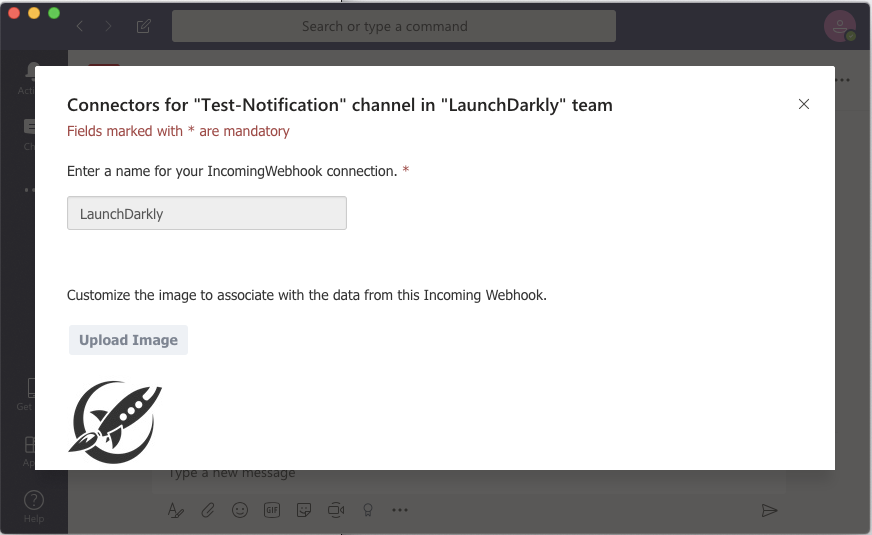 Search or type a command
Connectors for "Test-Notification" channel in "LaunchDarkly" team
Fields marked with * are mandatory
Enter a name for your IncomingWebhook connection. *
LaunchDarkly
Customize the image to associate with the data from this Incoming Webhook.
Upload Image
Type a new message
GIF
Help